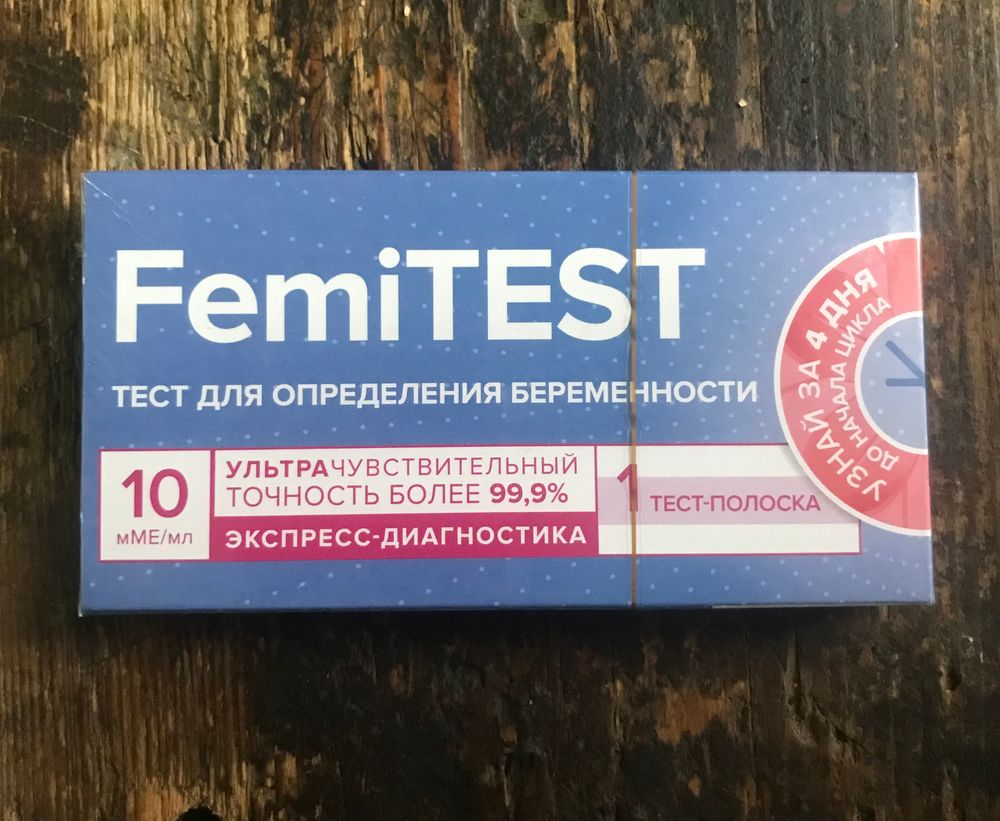 FemiTEST
ТЕСТ ДЛЯ ОПРЕДЕЛЕНИЯ БЕРЕМЕННОСТИ
УЗНАЙ ЗА 4 ДНЯ
ДО НАЧАЛА ЦИКЛА
10
мМЕ/мл
УЛЬТРАЧУВСТВИТЕЛЬНЫЙ
ТОЧНОСТЬ БОЛЕЕ 99,9%
ЭКСПРЕСС-ДИАГНОСТИКА
1 ТЕСТ-ПОЛОСКА